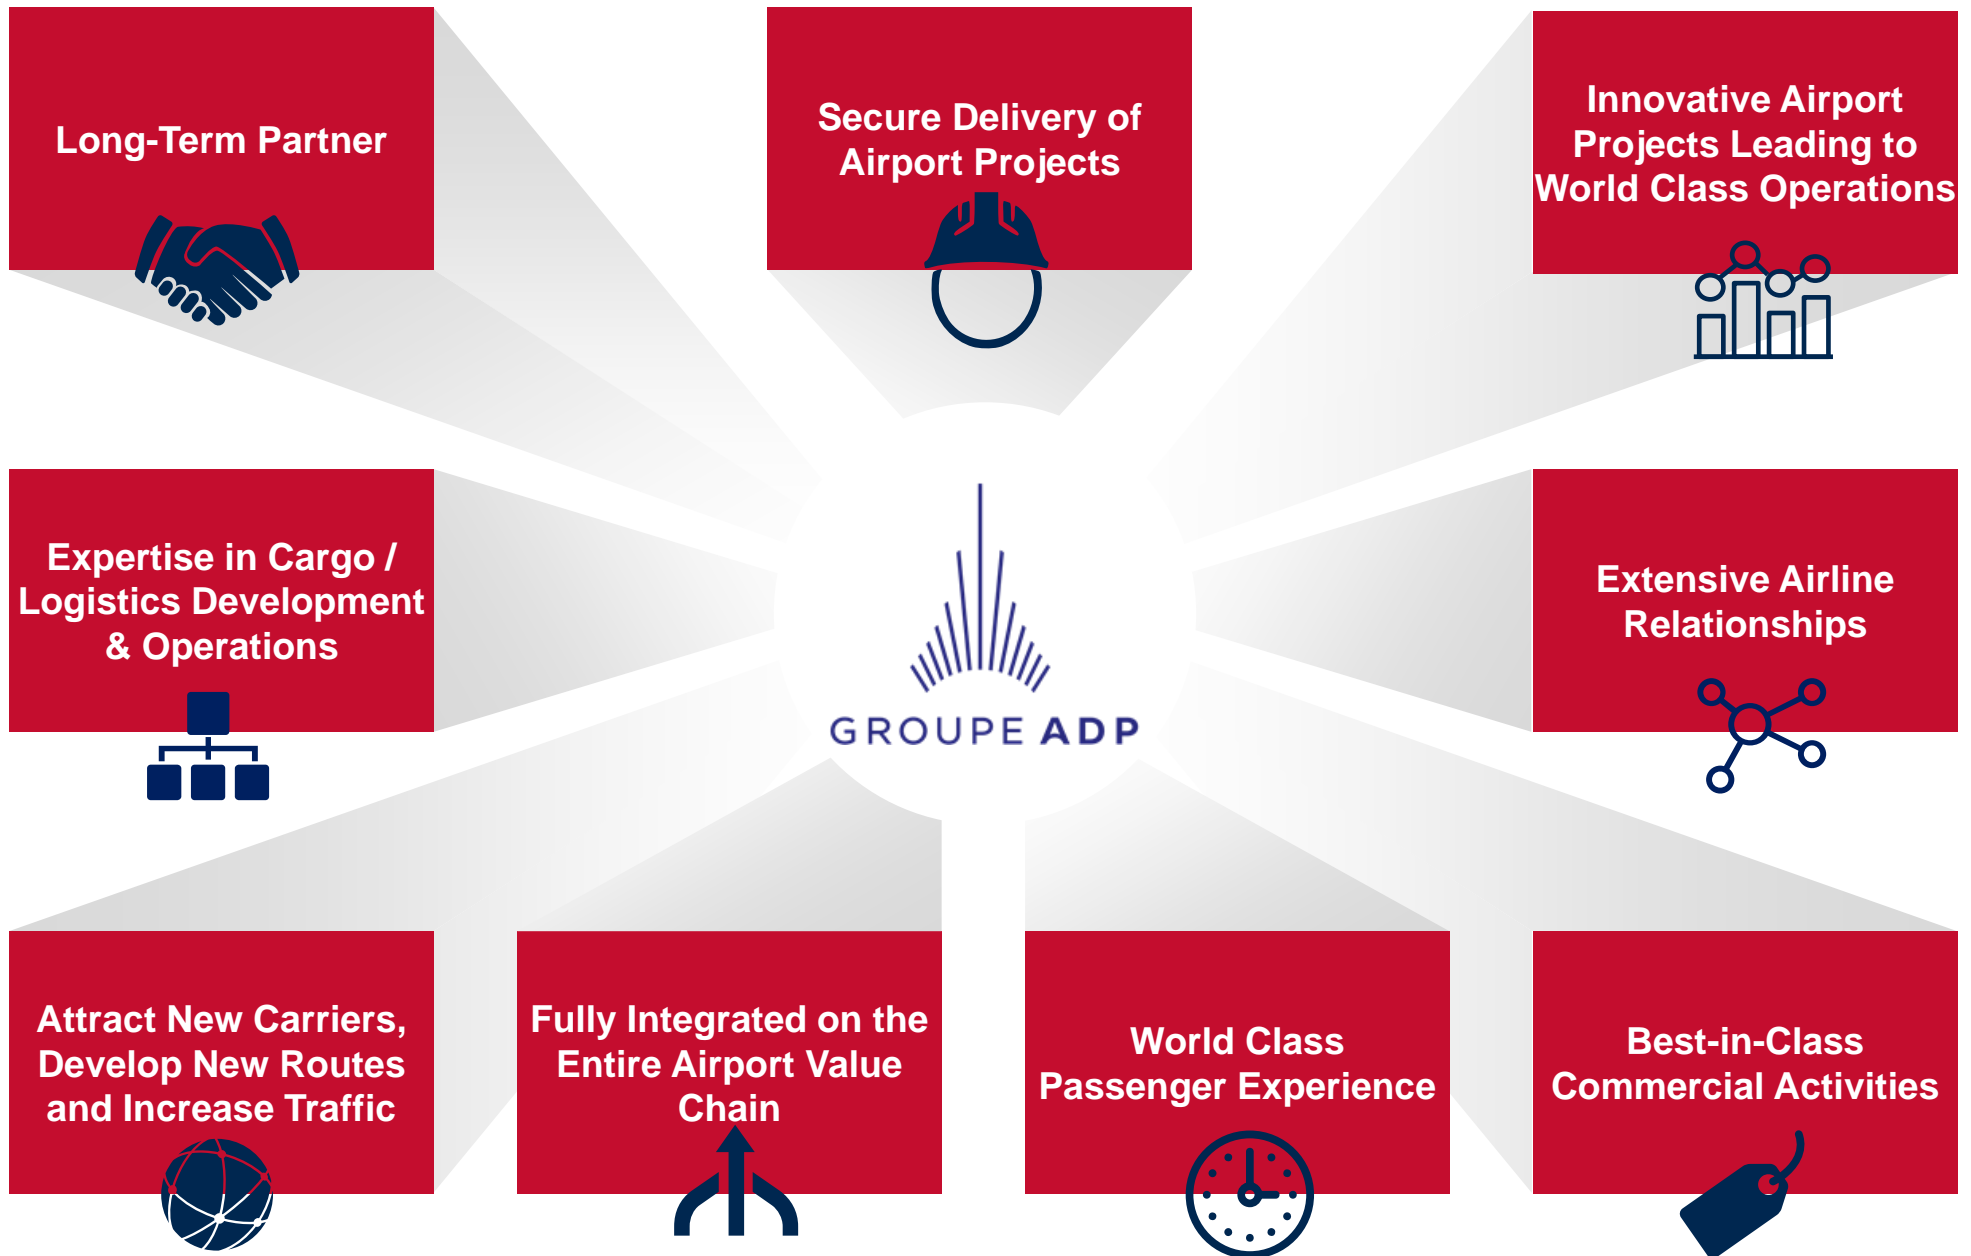 Long-Term Partner
Secure Delivery of
Airport Projects
Innovative Airport
Projects Leading to
World Class Operations
Expertise in Cargo /
Logistics Development
& Operations
GROUPE ADP
Extensive Airline
Relationships
Attract New Carriers,
Develop New Routes
and Increase Traffic
Fully Integrated on the
Entire Airport Value
Chain
World Class
Passenger Experience
Best-in-Class
Commercial Activities